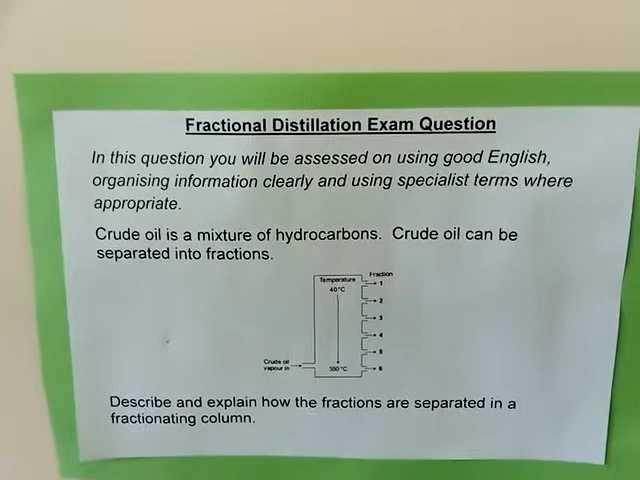 Fractional Distillation Exam Question
In this question you will be assessed on using good English,
organising information clearly and using specialist terms where
appropriate.
Crude oil is a mixture of hydrocarbons. Crude oil can be
separated into fractions.
Temperature
40°C
Fraction
1
2
3
4
5
6
Crude oil
vapour in
350°C
Describe and explain how the fractions are separated in a
fractionating column.